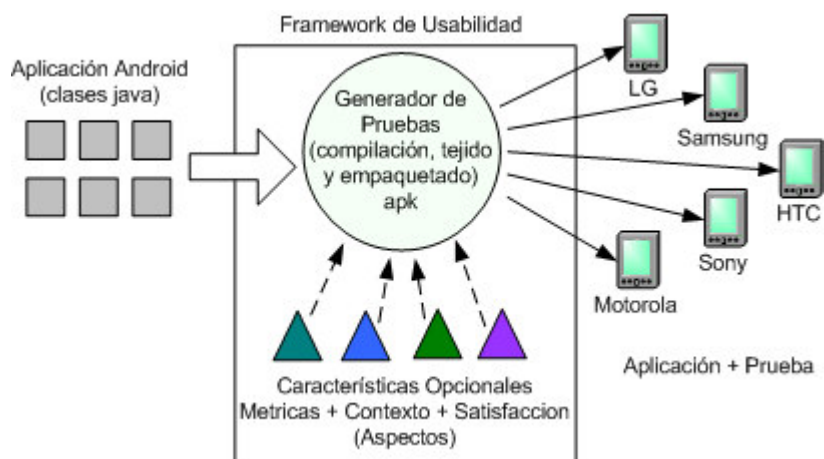 Framework de Usabilidad
Aplicación Android
(clases java)
Generador de
Pruebas
(compilación, tejido
y empaquetado)
apk
LG
Samsung
HTC
Sony
Motorola
Características Opcionales
Metricas + Contexto + Satisfaccion
(Aspectos)
Aplicación + Prueba